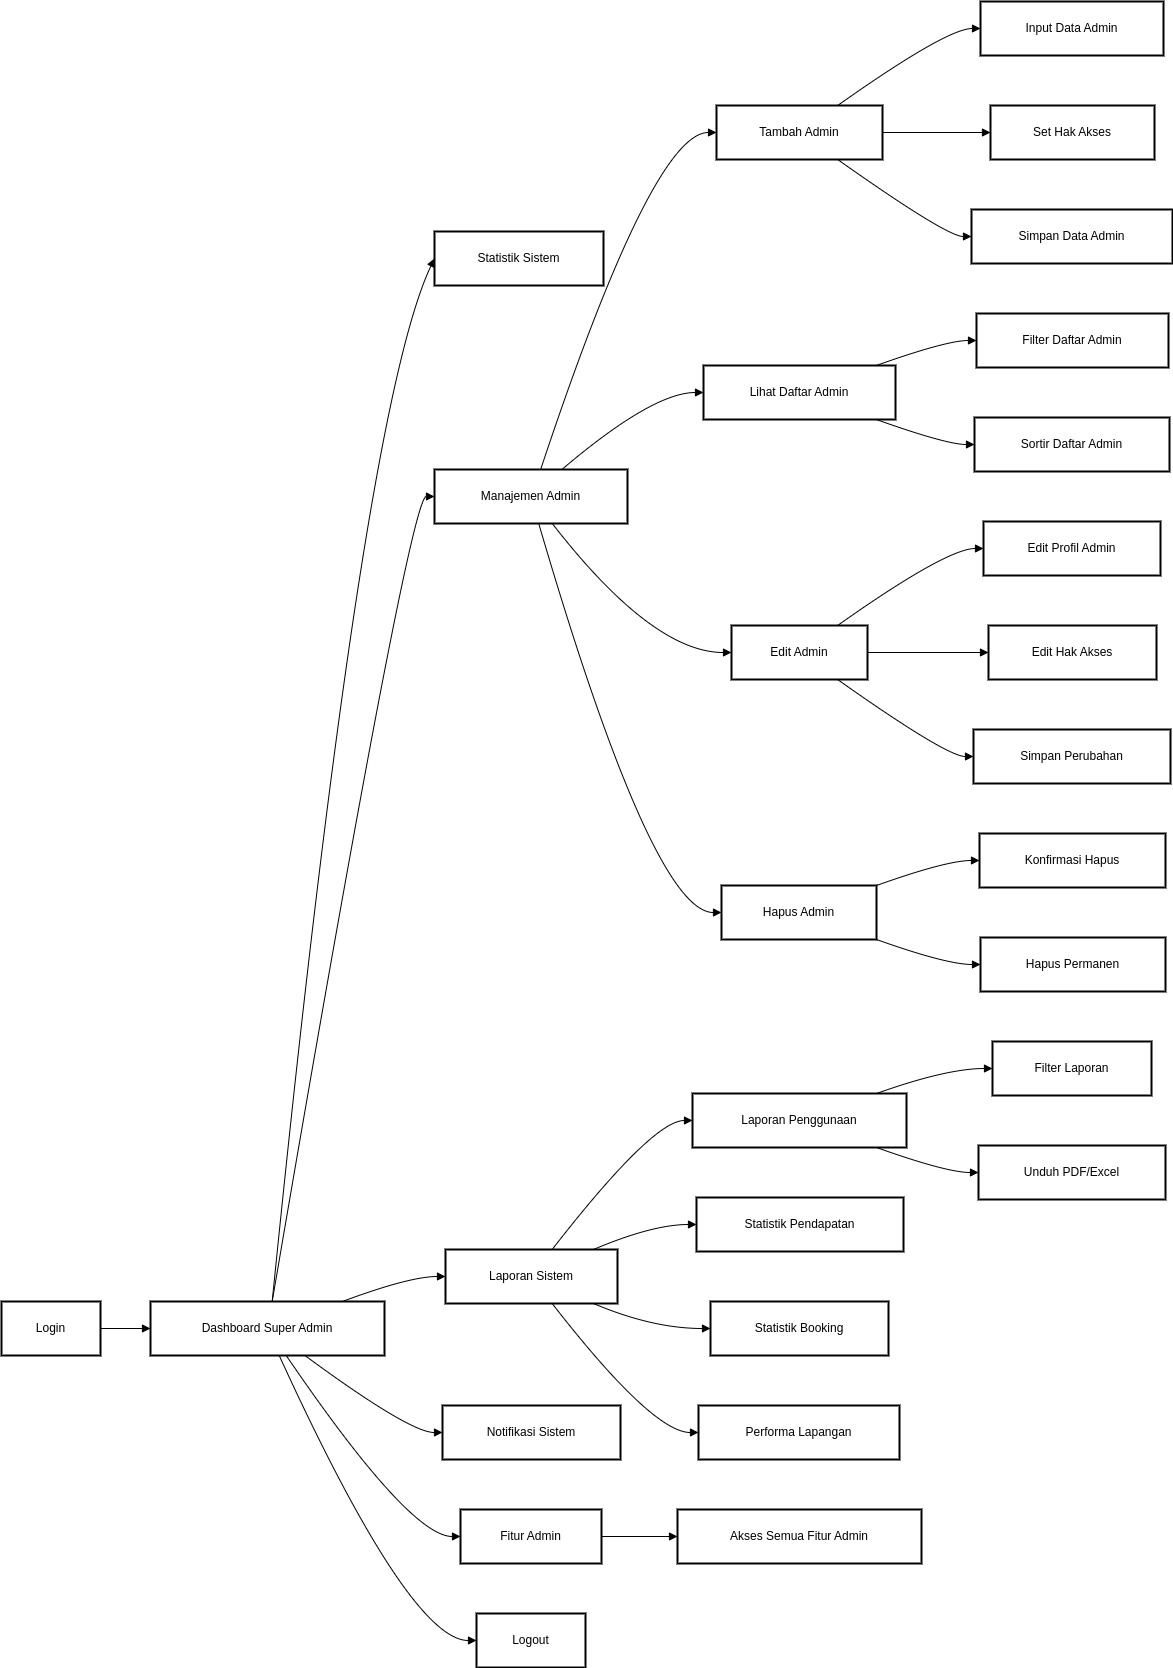 Input Data Admin
Tambah Admin
Set Hak Akses
Simpan Data Admin
Statistik Sistem
Filter Daftar Admin
Lihat Daftar Admin
Sortir Daftar Admin
Manajemen Admin
Edit Profil Admin
Edit Admin
Edit Hak Akses
Simpan Perubahan
Konfirmasi Hapus
Hapus Admin
Hapus Permanen
Filter Laporan
Laporan Penggunaan
Unduh PDF/Excel
Statistik Pendapatan
Laporan Sistem
Login
Dashboard Super Admin
Statistik Booking
Notifikasi Sistem
Performa Lapangan
Fitur Admin
Akses Semua Fitur Admin
Logout